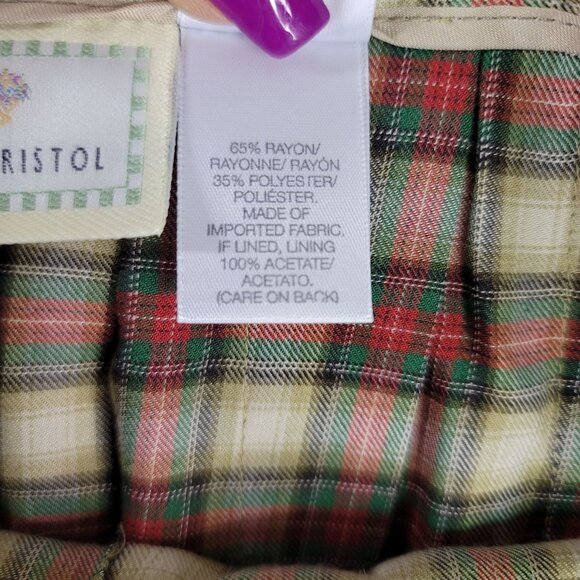 RISTOL
65% RAYON/
RAYONNE/ RAYÓN
35% POLYESTER/
POLIÉSTER.
MADE OF
IMPORTED FABRIC.
IF LINED, LINING
100% ACETATE/
ACETATO.
(CARE ON BACK)